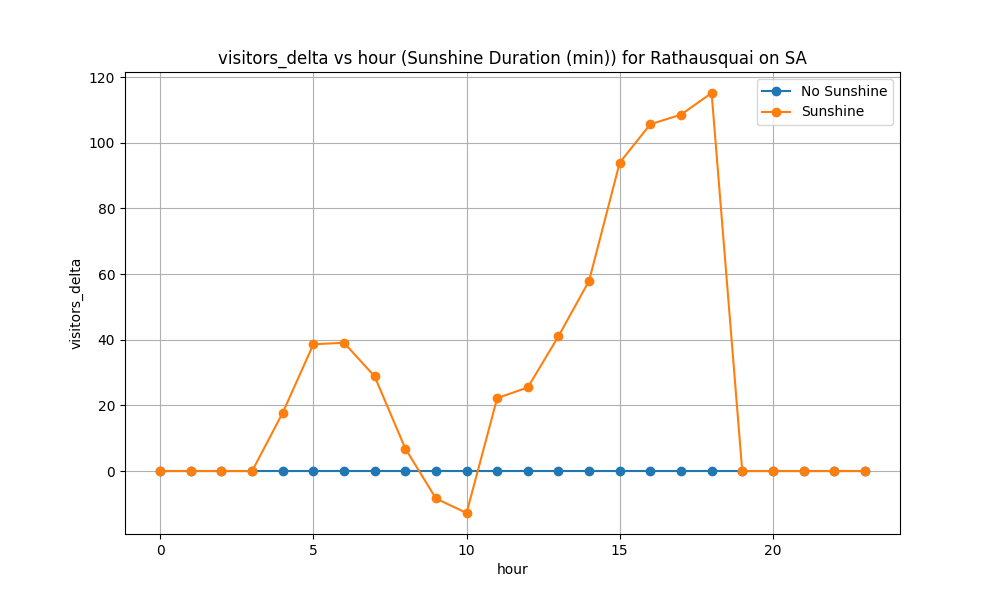 visitors_delta vs hour (Sunshine Duration (min)) for Rathausquai on SA
No Sunshine
Sunshine
120
100
80
60
40
20
0
visitors_delta
0 5 10 15 20
hour